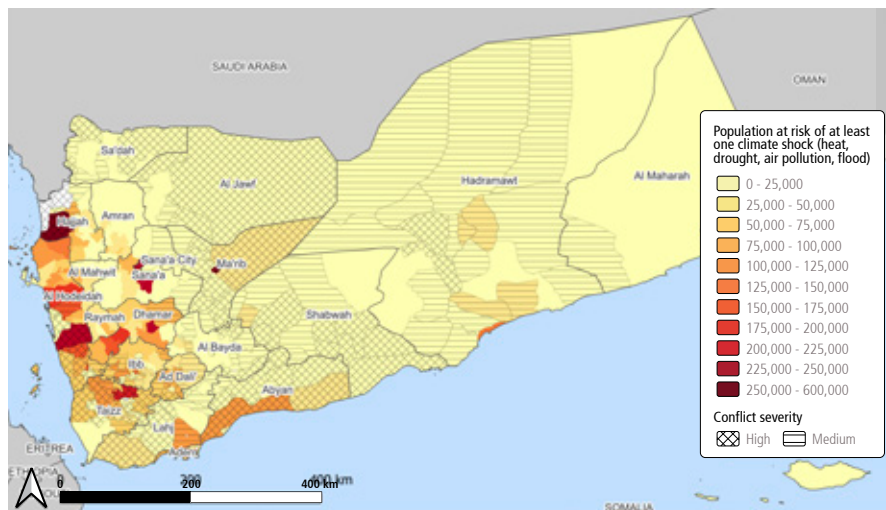 SAUDI ARABIA
OMAN
Sa'dah
Al Jawf
Hadramawt
Al Maharah
Hajjah
Amran
Sana'a City
Ma'rib
Al Mahwit
Sana'a
Al Hodeidah
Raymah
Dhamar
Shabwah
Al Bayda
Ibb
Ad Dali'
Abyan
Taizz
Lahj
Aden
ERITREA
ETHIOPIA
SOMALIA
0 200 400 km
Population at risk of at least
one climate shock (heat,
drought, air pollution, flood)
0 - 25,000
25,000 - 50,000
50,000 - 75,000
75,000 - 100,000
100,000 - 125,000
125,000 - 150,000
150,000 - 175,000
175,000 - 200,000
200,000 - 225,000
225,000 - 250,000
250,000 - 600,000
Conflict severity
High Medium